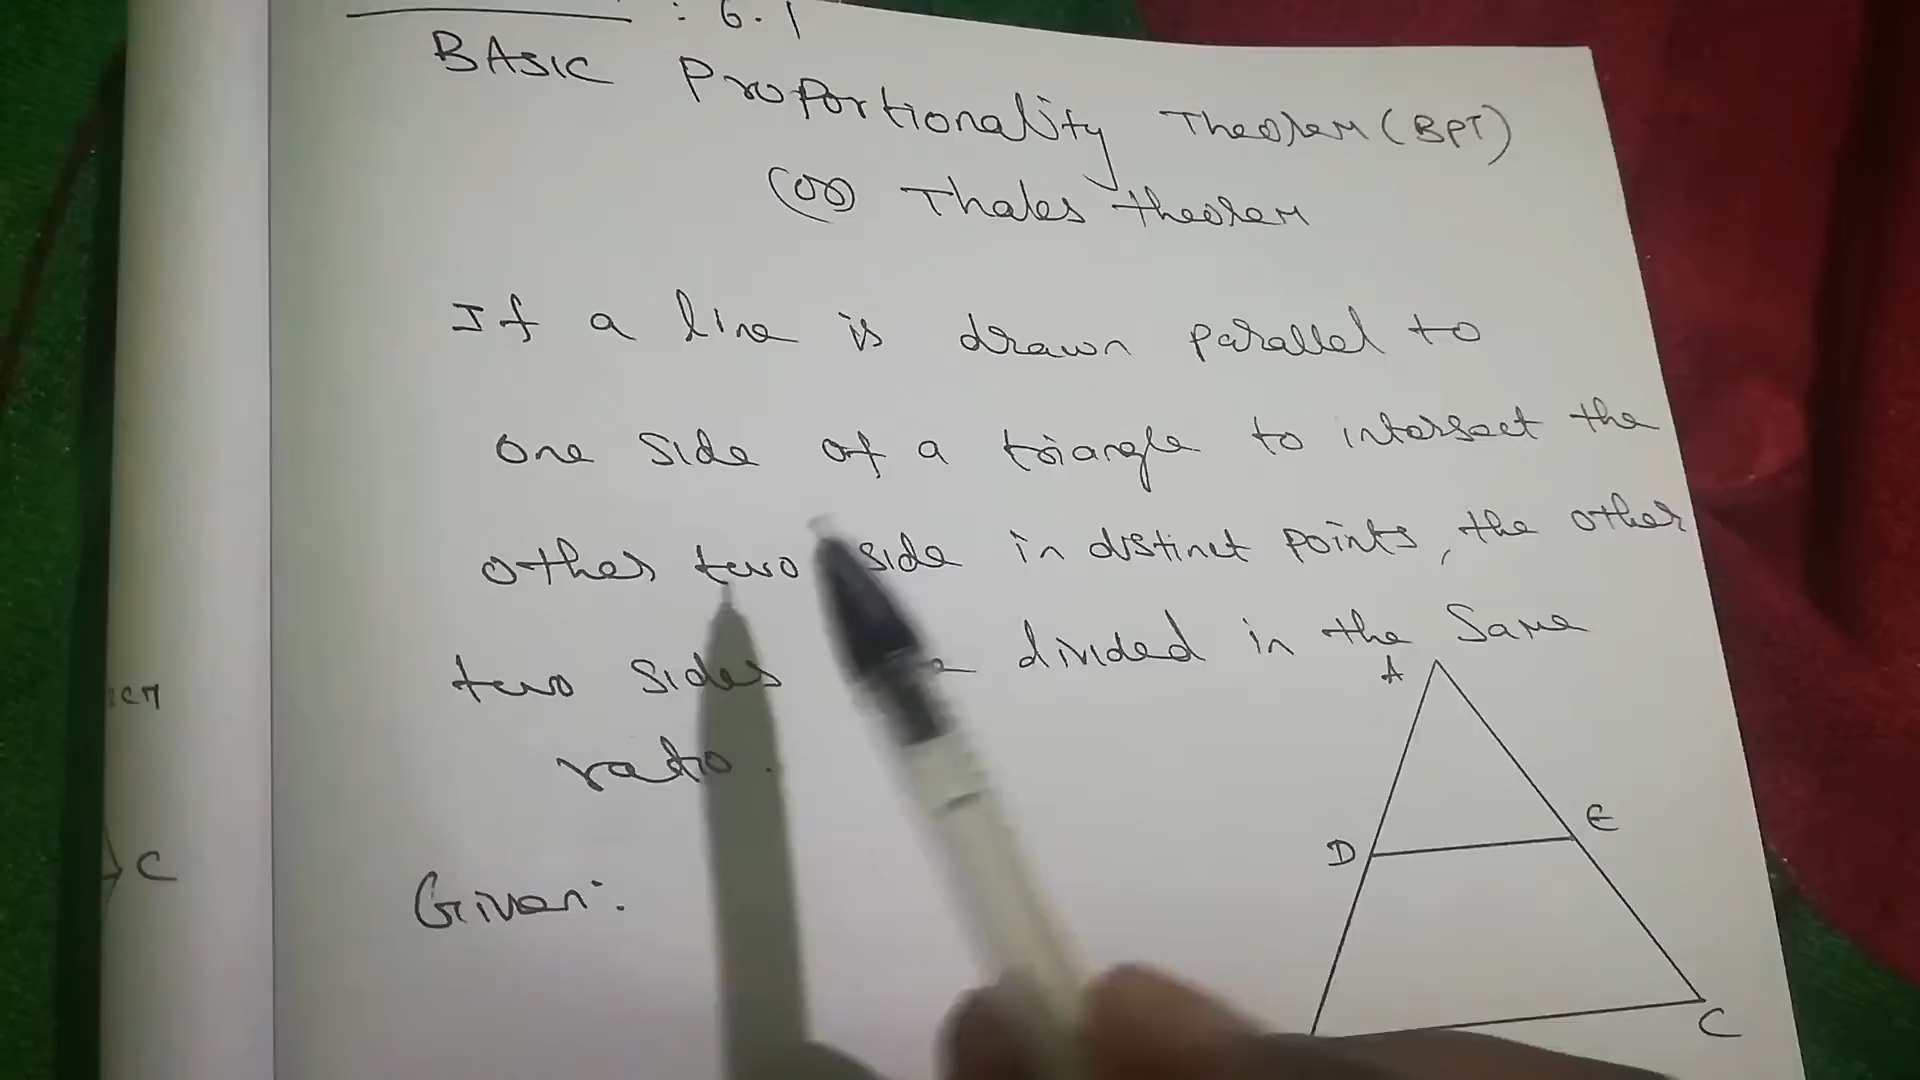 : 6.1
BASIC Proportionality Theorem (BPT)
(or) Thales theorem
If a line is drawn parallel to
one side of a triangle to intersect the
other two side in distinct points, the other
two sides divided in the same
ratio.
A
E
D
Given:
C
C